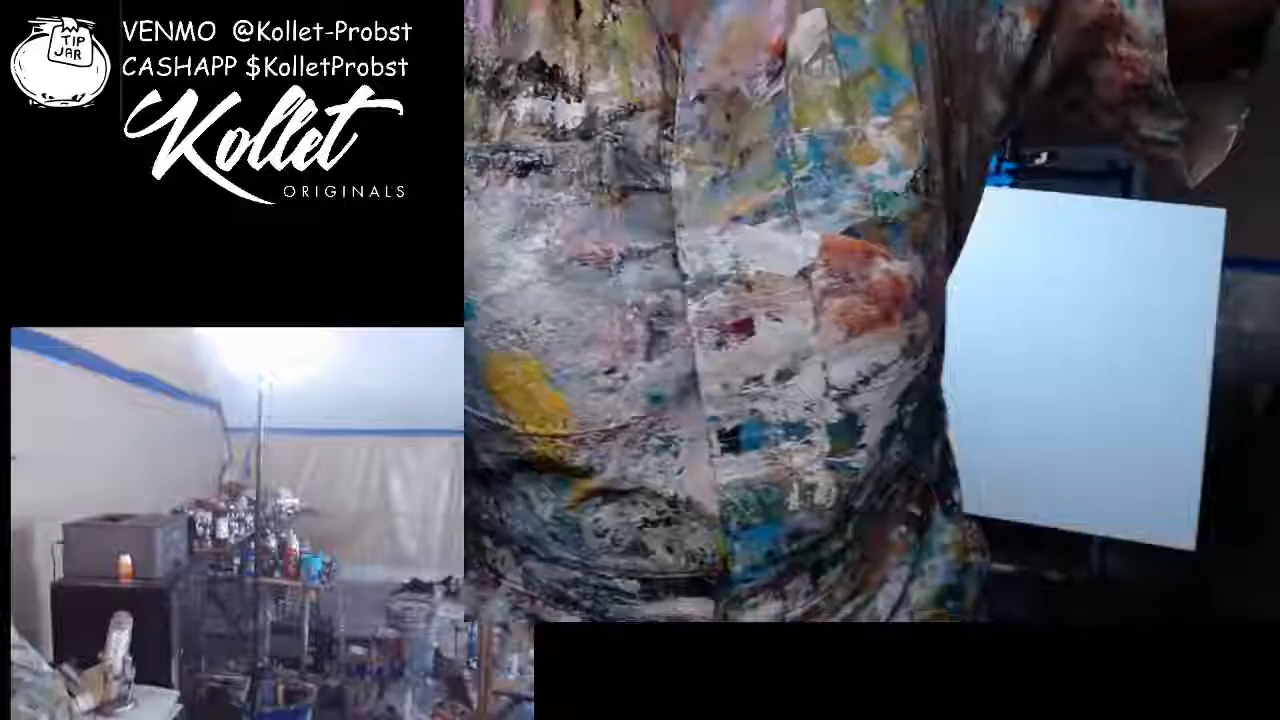 TIP
JAR
VENMO @Kollet-Probst
CASHAPP $KolletProbst
Kollet
ORIGINALS